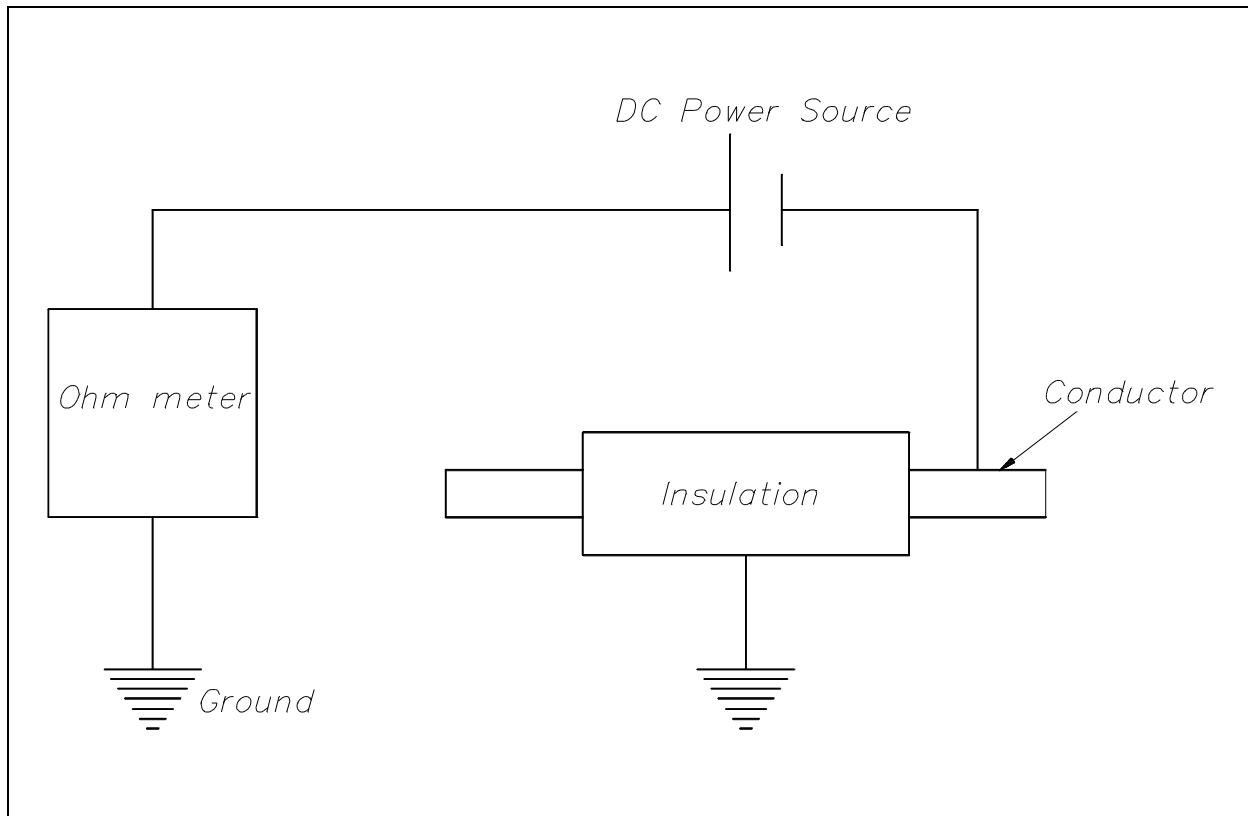 DC Power Source
Ohm meter
Conductor
Insulation
Ground